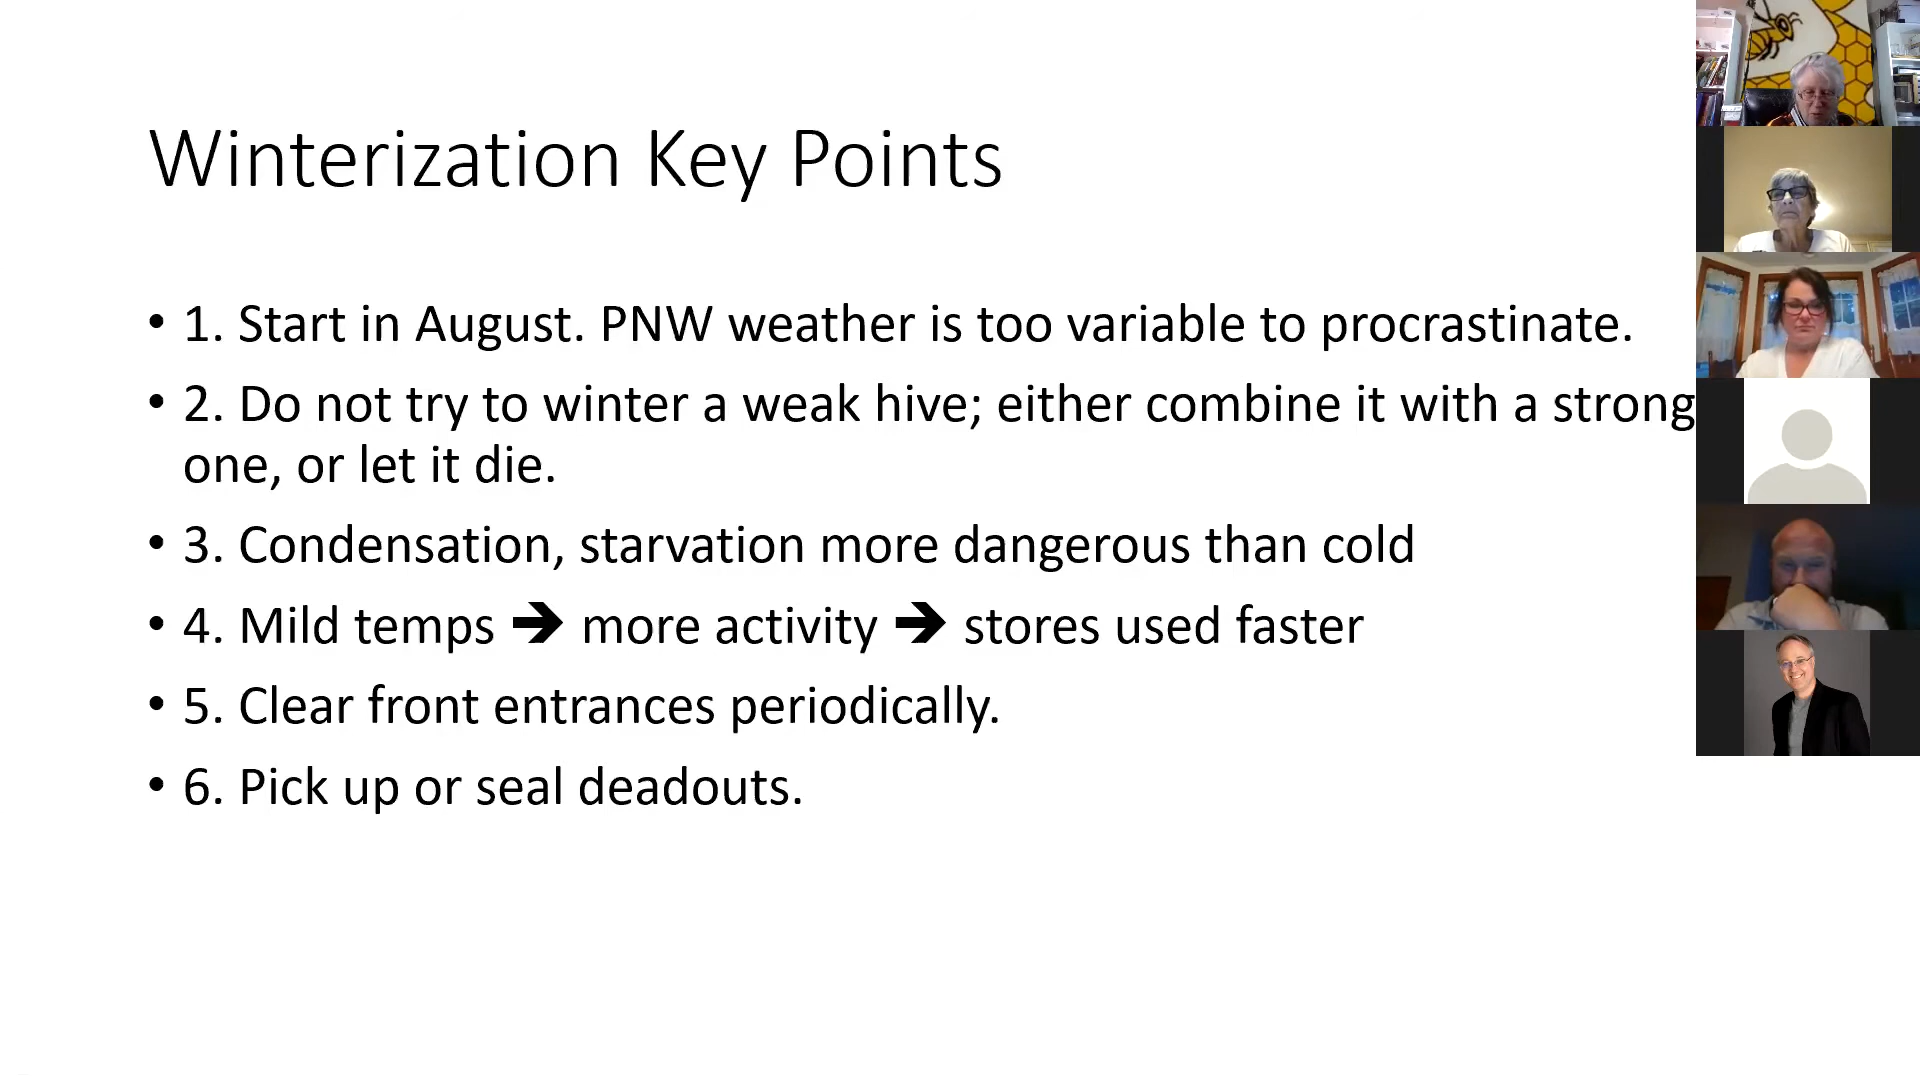 Winterization Key Points
• 1. Start in August. PNW weather is too variable to procrastinate.
• 2. Do not try to winter a weak hive; either combine it with a strong
one, or let it die.
• 3. Condensation, starvation more dangerous than cold
• 4. Mild temps 🡪 more activity 🡪 stores used faster
• 5. Clear front entrances periodically.
• 6. Pick up or seal deadouts.